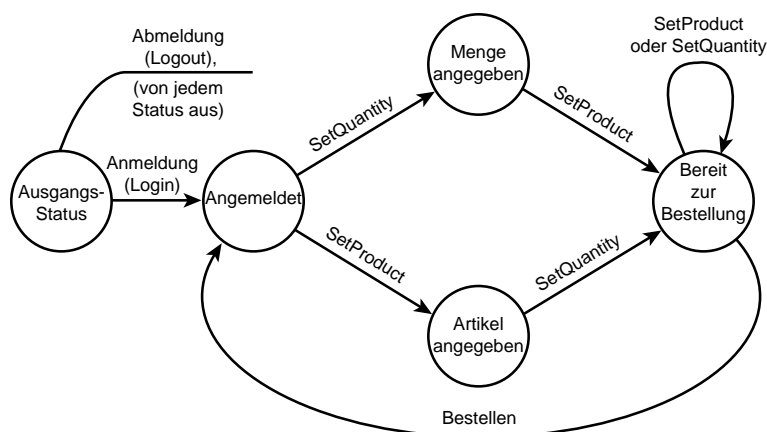 Abmeldung
(Logout),
(von jedem
Status aus)
Menge
angegeben
SetProduct
oder SetQuantity
SetQuantity
SetProduct
Ausgangs-
Status
Anmeldung
(Login)
Angemeldet
Bereit
zur
Bestellung
SetProduct
SetQuantity
Artikel
angegeben
Bestellen